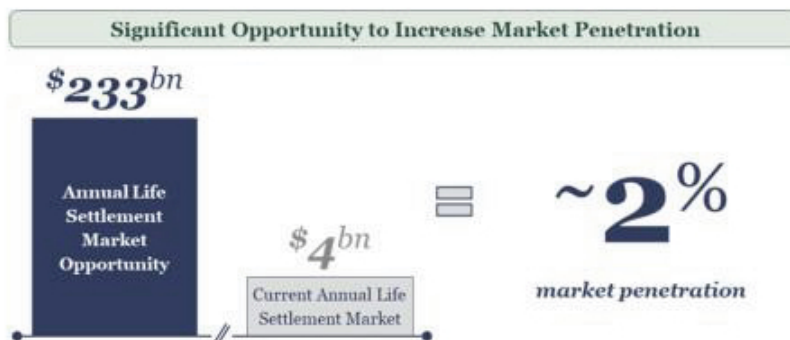 Significant Opportunity to Increase Market Penetration
$233bn
Annual Life
Settlement
Market
Opportunity
$4bn
Current Annual Life
Settlement Market
=
~2%
market penetration